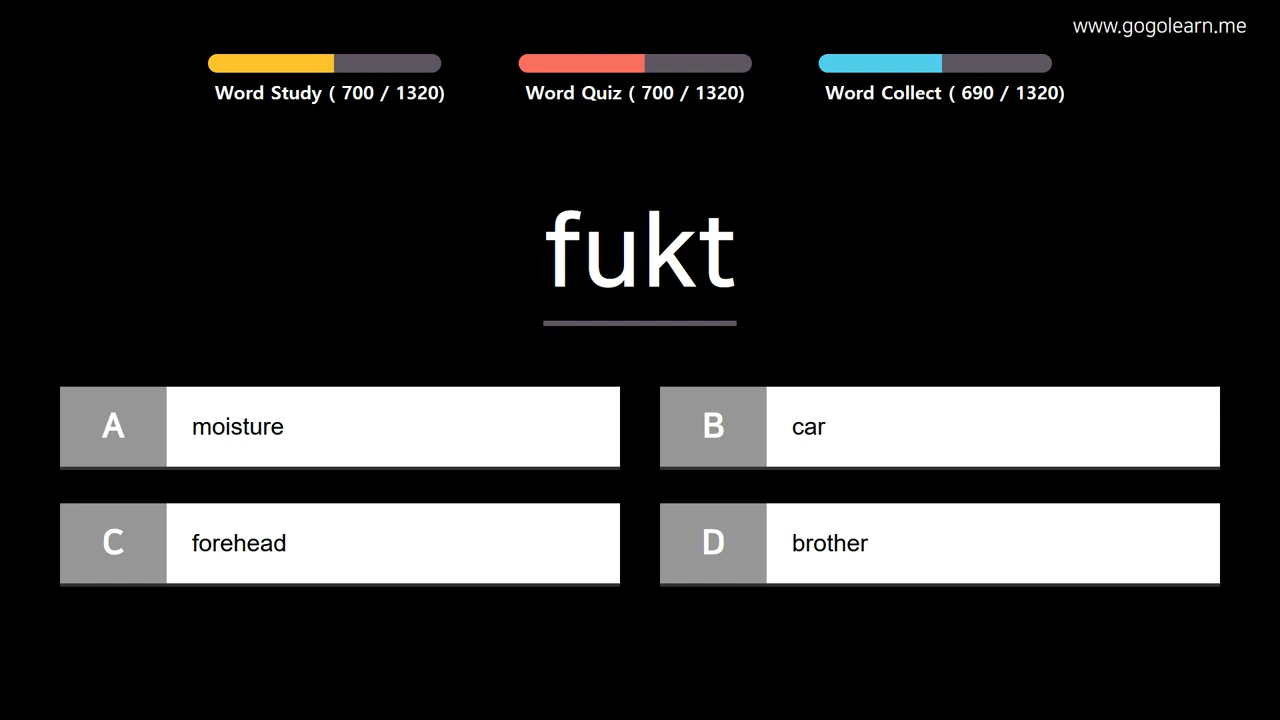 www.gogolearn.me
Word Study ( 700 / 1320)
Word Quiz ( 700 / 1320)
Word Collect ( 690 / 1320)
fukt
A moisture
B car
C forehead
D brother